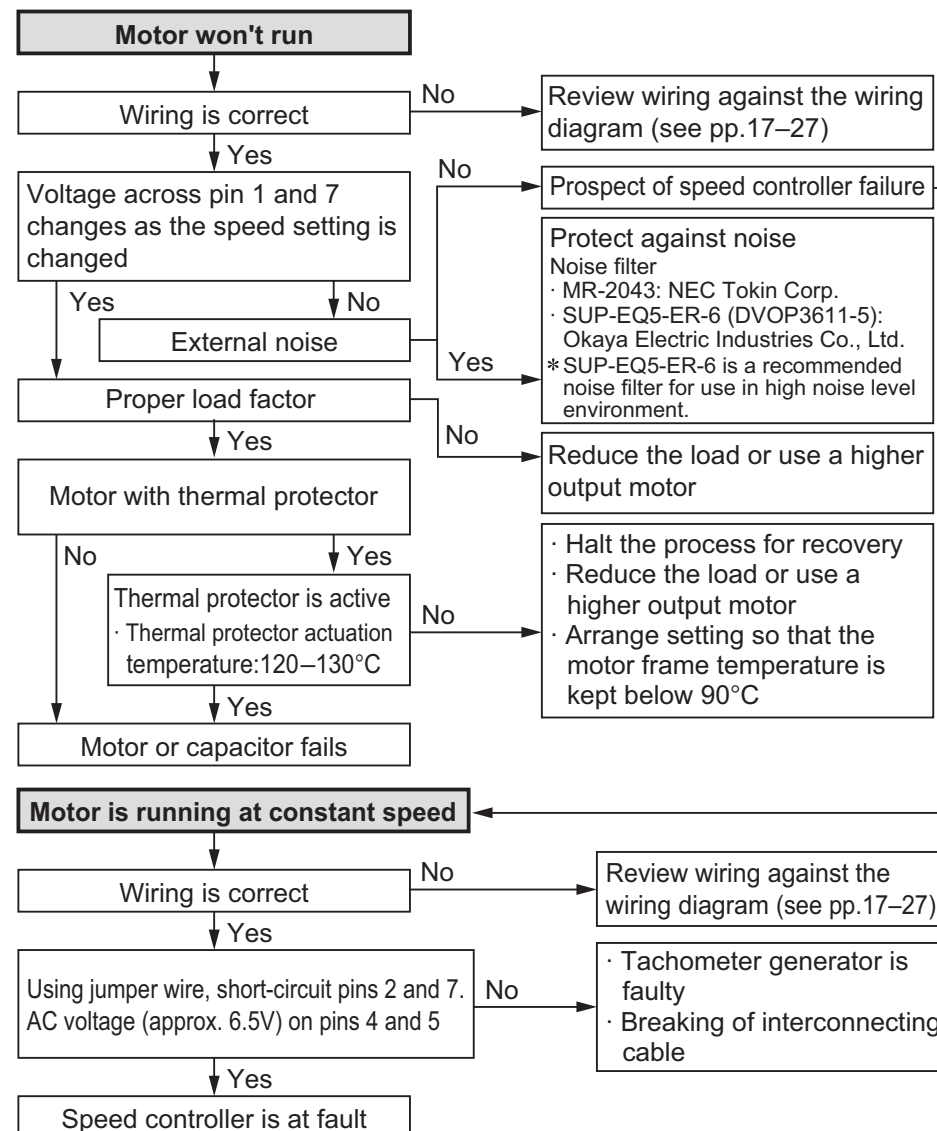 Motor won't run
Wiring is correct
No
Review wiring against the wiring
diagram (see pp.17–27)
Yes
Voltage across pin 1 and 7
changes as the speed setting is
changed
No
Prospect of speed controller failure
Yes
No
External noise
Yes
Protect against noise
Noise filter
· MR-2043: NEC Tokin Corp.
· SUP-EQ5-ER-6 (DVOP3611-5):
Okaya Electric Industries Co., Ltd.
* SUP-EQ5-ER-6 is a recommended
noise filter for use in high noise level
environment.
Proper load factor
No
Reduce the load or use a higher
output motor
Yes
Motor with thermal protector
No
Yes
Thermal protector is active
· Thermal protector actuation
temperature:120–130°C
No
· Halt the process for recovery
· Reduce the load or use a
higher output motor
· Arrange setting so that the
motor frame temperature is
kept below 90°C
Yes
Motor or capacitor fails
Motor is running at constant speed
Wiring is correct
No
Review wiring against the
wiring diagram (see pp.17–27)
Yes
Using jumper wire, short-circuit pins 2 and 7.
AC voltage (approx. 6.5V) on pins 4 and 5
No
· Tachometer generator is
faulty
· Breaking of interconnecting
cable
Yes
Speed controller is at fault